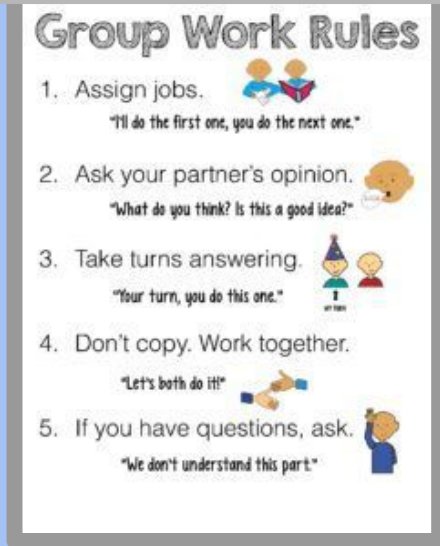 Group Work Rules
1. Assign jobs.
"I'll do the first one, you do the next one."
2. Ask your partner's opinion.
"What do you think? Is this a good idea?"
3. Take turns answering.
"Your turn, you do this one."
MY TURN
4. Don't copy. Work together.
"Let's both do it!"
5. If you have questions, ask.
"We don't understand this part."